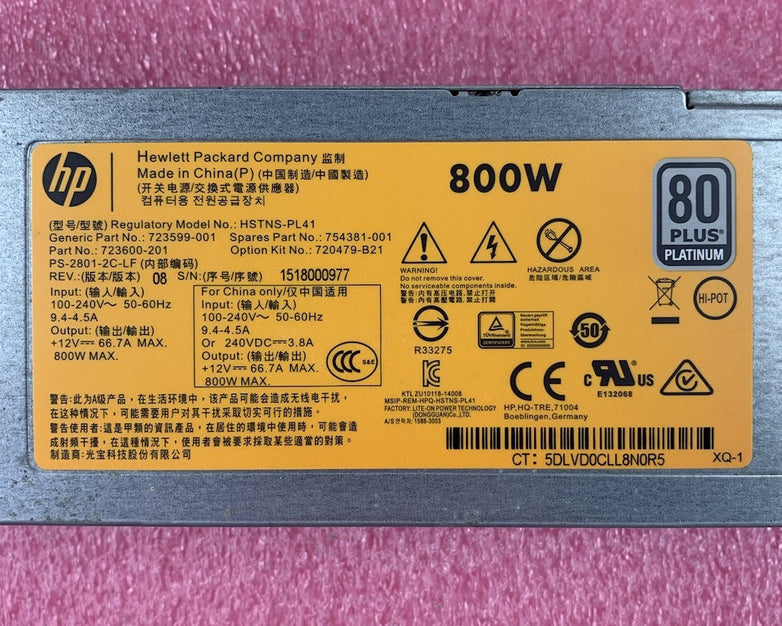 hp
Hewlett Packard Company 监制
Made in China(P) (中国制造/中國製造)
(开关电源/交換式電源供應器)
컴퓨터용 전원공급장치
800W
80
PLUS®
PLATINUM
(型号/型號) Regulatory Model No.: HSTNS-PL41
Generic Part No.: 723599-001 Spares Part No.: 754381-001
Part No.: 723600-201 Option Kit No.: 720479-B21
PS-2801-2C-LF (内部编码)
REV.:(版本/版本) 08 S/N:(序号/序號) 1518000977
Input: (输人/輸入)
100-240V~ 50-60Hz
9.4-4.5A
Output: (输出/輸出)
+12V⎓ 66.7A MAX.
800W MAX.
For China only/仅中国适用
Input: (输人/輸入)
100-240V~ 50-60Hz
9.4-4.5A
Or 240VDC⎓3.8A
Output: (输出/輸出)
+12V⎓ 66.7A MAX.
800W MAX.
CCC S&E
WARNING!
Do not remove this cover.
No serviceable components inside.
警告:内有高压电路.禁止打开
警告:內有高壓電路.禁止打開
HAZARDOUS AREA
危险区域/危險區域
HI-POT
R33275
TÜVRheinland
ZERTIFIZIERT
Bauart geprüft
50
KTL ZU10118-14008
MSIP-REM-HPQ-HSTNS-PL41
FACTORY: LITE-ON POWER TECHNOLOGY
(DONGGUAN)Co.,LTD.
A/S 연락처: 1588-3003
CE
HP,HQ-TRE,71004
Boeblingen,Germany
c RU US
E132068
警告:此为A级产品，在生活环境中，该产品可能会造成无线电干扰，
在这种情况下，可能需要用户对其干扰采取切实可行的措施。
警告使用者：這是甲類的資訊產品，在居住的環境中使用時，可能會造
成射頻干擾，在這種情況下，使用者會被要求採取某些適當的對策。
制造商：光宝科技股份有限公司
CT: 5DLVD0CLL8N0R5
XQ-1